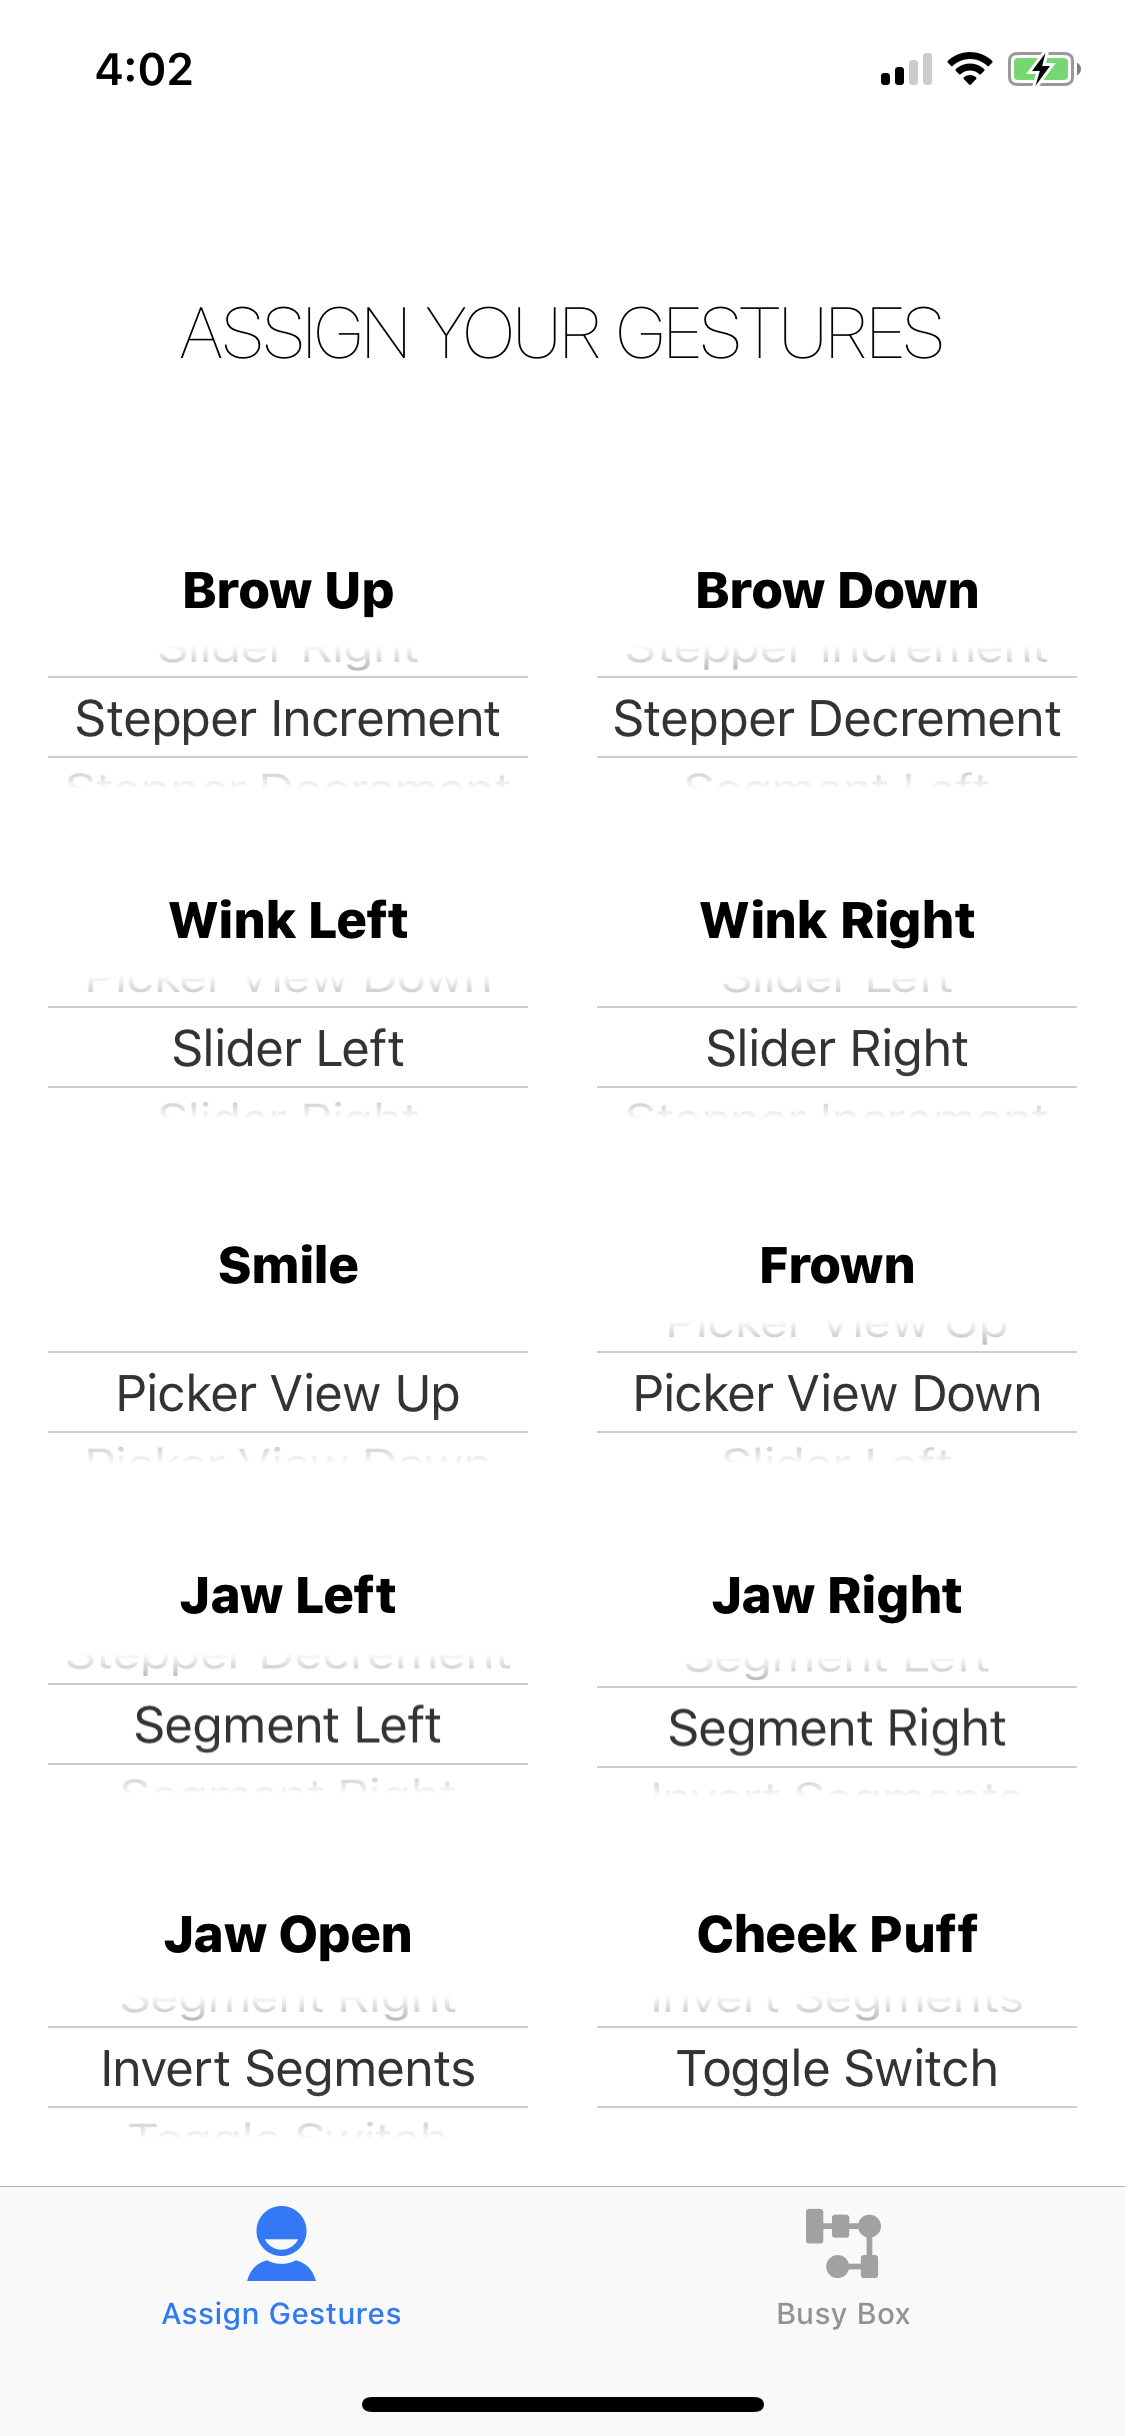 4:02
ASSIGN YOUR GESTURES
Brow Up
Brow Down
Slider Right
Stepper Increment
Stepper Increment
Stepper Decrement
Stepper Decrement
Segment Left
Wink Left
Wink Right
Picker View Down
Slider Left
Slider Left
Slider Right
Slider Right
Stepper Increment
Smile
Frown
Picker View Up
Picker View Up
Picker View Down
Picker View Down
Slider Left
Jaw Left
Jaw Right
Stepper Decrement
Segment Left
Segment Left
Segment Right
Segment Right
Invert Segments
Jaw Open
Cheek Puff
Segment Right
Invert Segments
Invert Segments
Toggle Switch
Toggle Switch
Assign Gestures
Busy Box